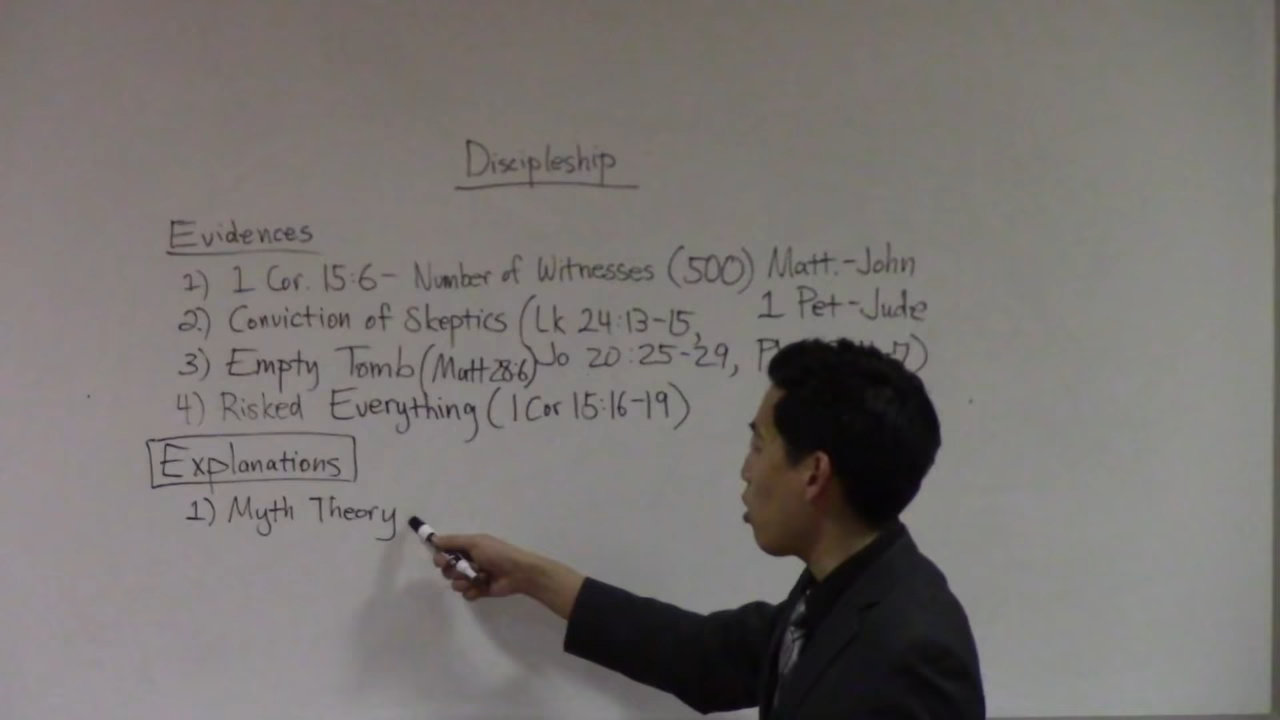 Discipleship
Evidences
1) 1 Cor. 15:6- Number of Witnesses (500) Matt.-John
1 Pet-Jude
2.) Conviction of Skeptics (Lk 24:13-15,
Jo 20:25-29,
3) Empty Tomb (Matt 28:6)
4) Risked Everything (1 Cor 15:16-19)
Explanations
1) Myth Theory